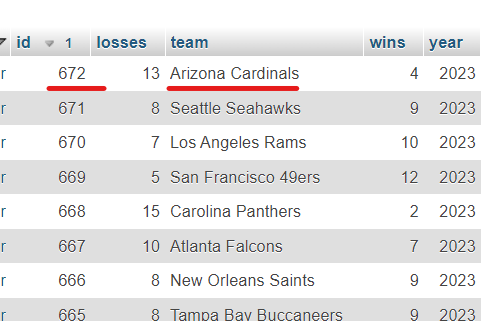 id 1 losses team wins year
r 672 13 Arizona Cardinals 4 2023
r 671 8 Seattle Seahawks 9 2023
r 670 7 Los Angeles Rams 10 2023
r 669 5 San Francisco 49ers 12 2023
r 668 15 Carolina Panthers 2 2023
r 667 10 Atlanta Falcons 7 2023
r 666 8 New Orleans Saints 9 2023
r 665 8 Tampa Bay Buccaneers 9 2023